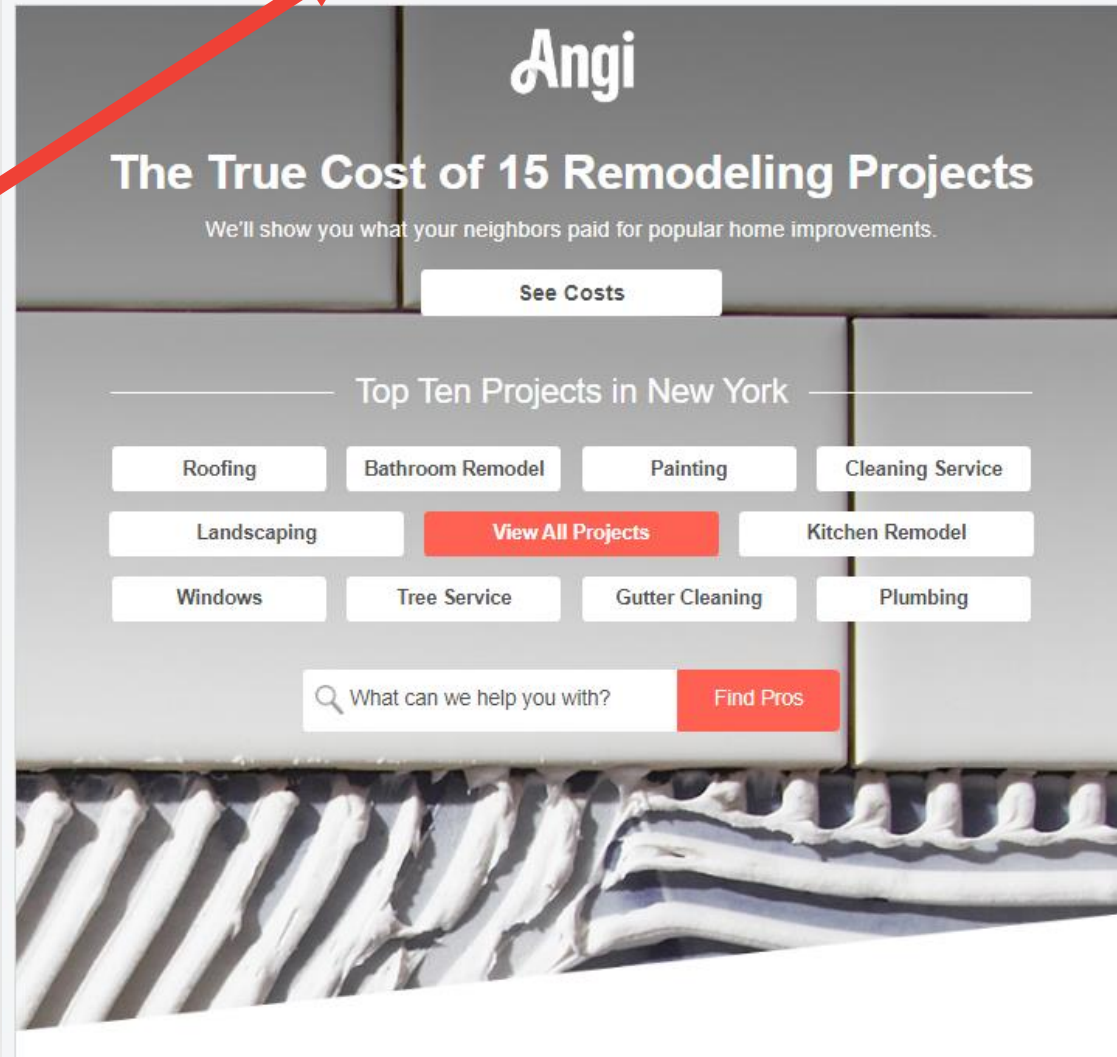 Angi
The True Cost of 15 Remodeling Projects
We'll show you what your neighbors paid for popular home improvements.
See Costs
Top Ten Projects in New York
Roofing Bathroom Remodel Painting Cleaning Service
Landscaping View All Projects Kitchen Remodel
Windows Tree Service Gutter Cleaning Plumbing
What can we help you with? Find Pros